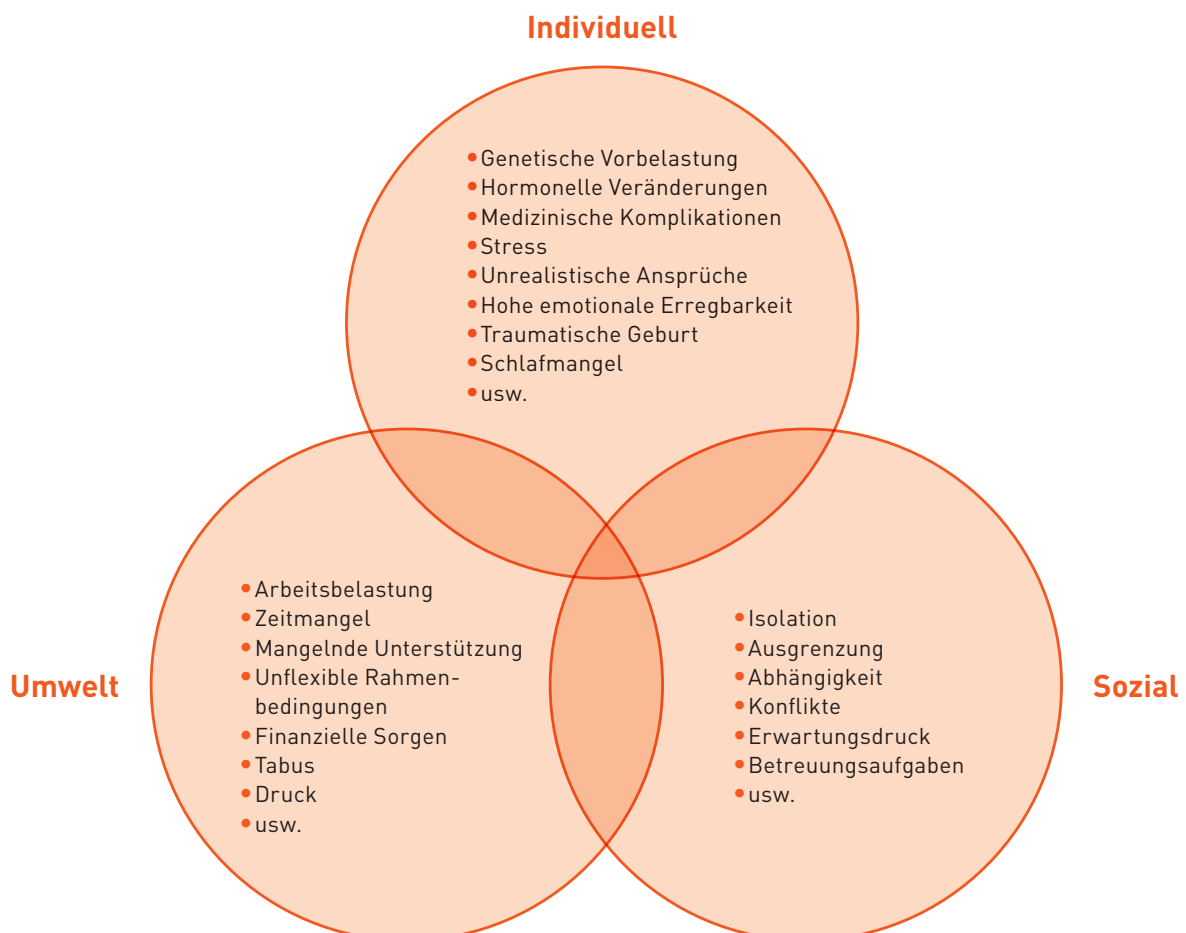 Individuell
• Genetische Vorbelastung
• Hormonelle Veränderungen
• Medizinische Komplikationen
• Stress
• Unrealistische Ansprüche
• Hohe emotionale Erregbarkeit
• Traumatische Geburt
• Schlafmangel
• usw.
Umwelt
• Arbeitsbelastung
• Zeitmangel
• Mangelnde Unterstützung
• Unflexible Rahmen-
bedingungen
• Finanzielle Sorgen
• Tabus
• Druck
• usw.
Sozial
• Isolation
• Ausgrenzung
• Abhängigkeit
• Konflikte
• Erwartungsdruck
• Betreuungsaufgaben
• usw.